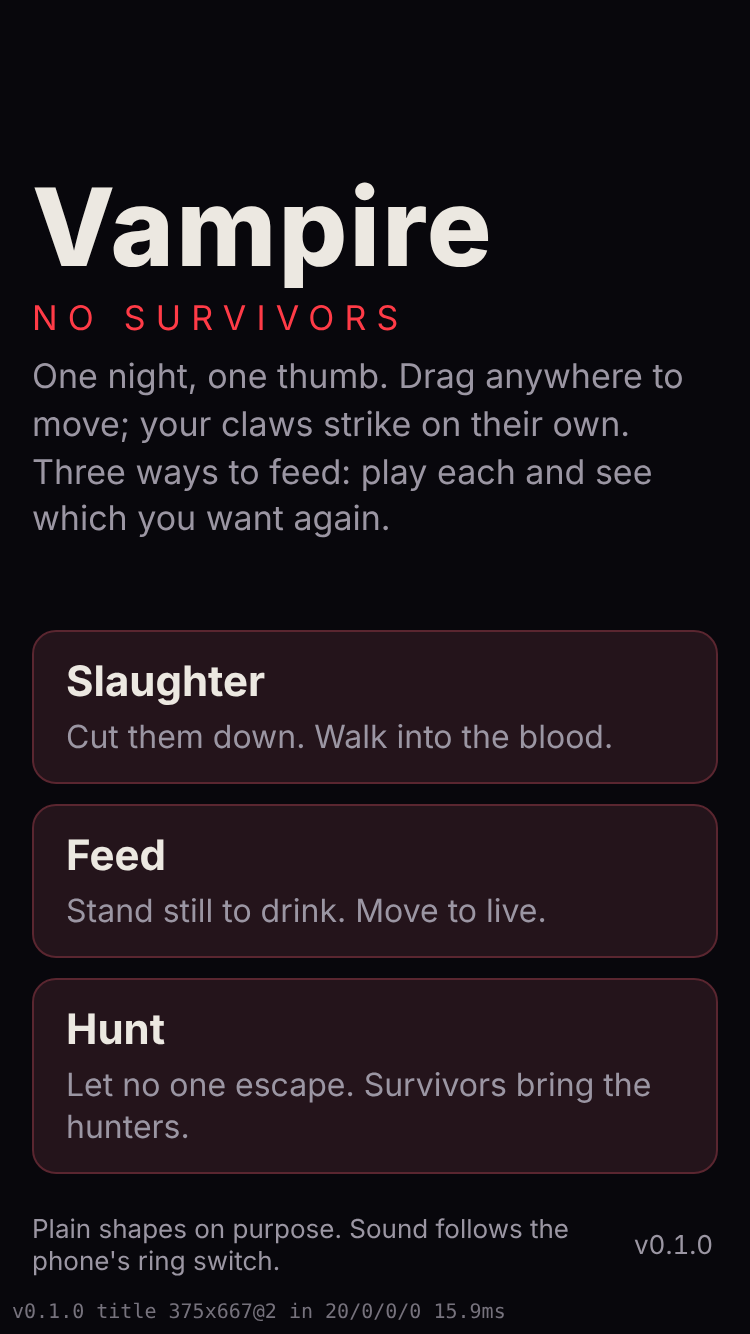 Vampire
NO SURVIVORS
One night, one thumb. Drag anywhere to
move; your claws strike on their own.
Three ways to feed: play each and see
which you want again.
Slaughter
Cut them down. Walk into the blood.
Feed
Stand still to drink. Move to live.
Hunt
Let no one escape. Survivors bring the
hunters.
Plain shapes on purpose. Sound follows the
phone's ring switch.
v0.1.0
v0.1.0 title 375x667@2 in 20/0/0/0 15.9ms